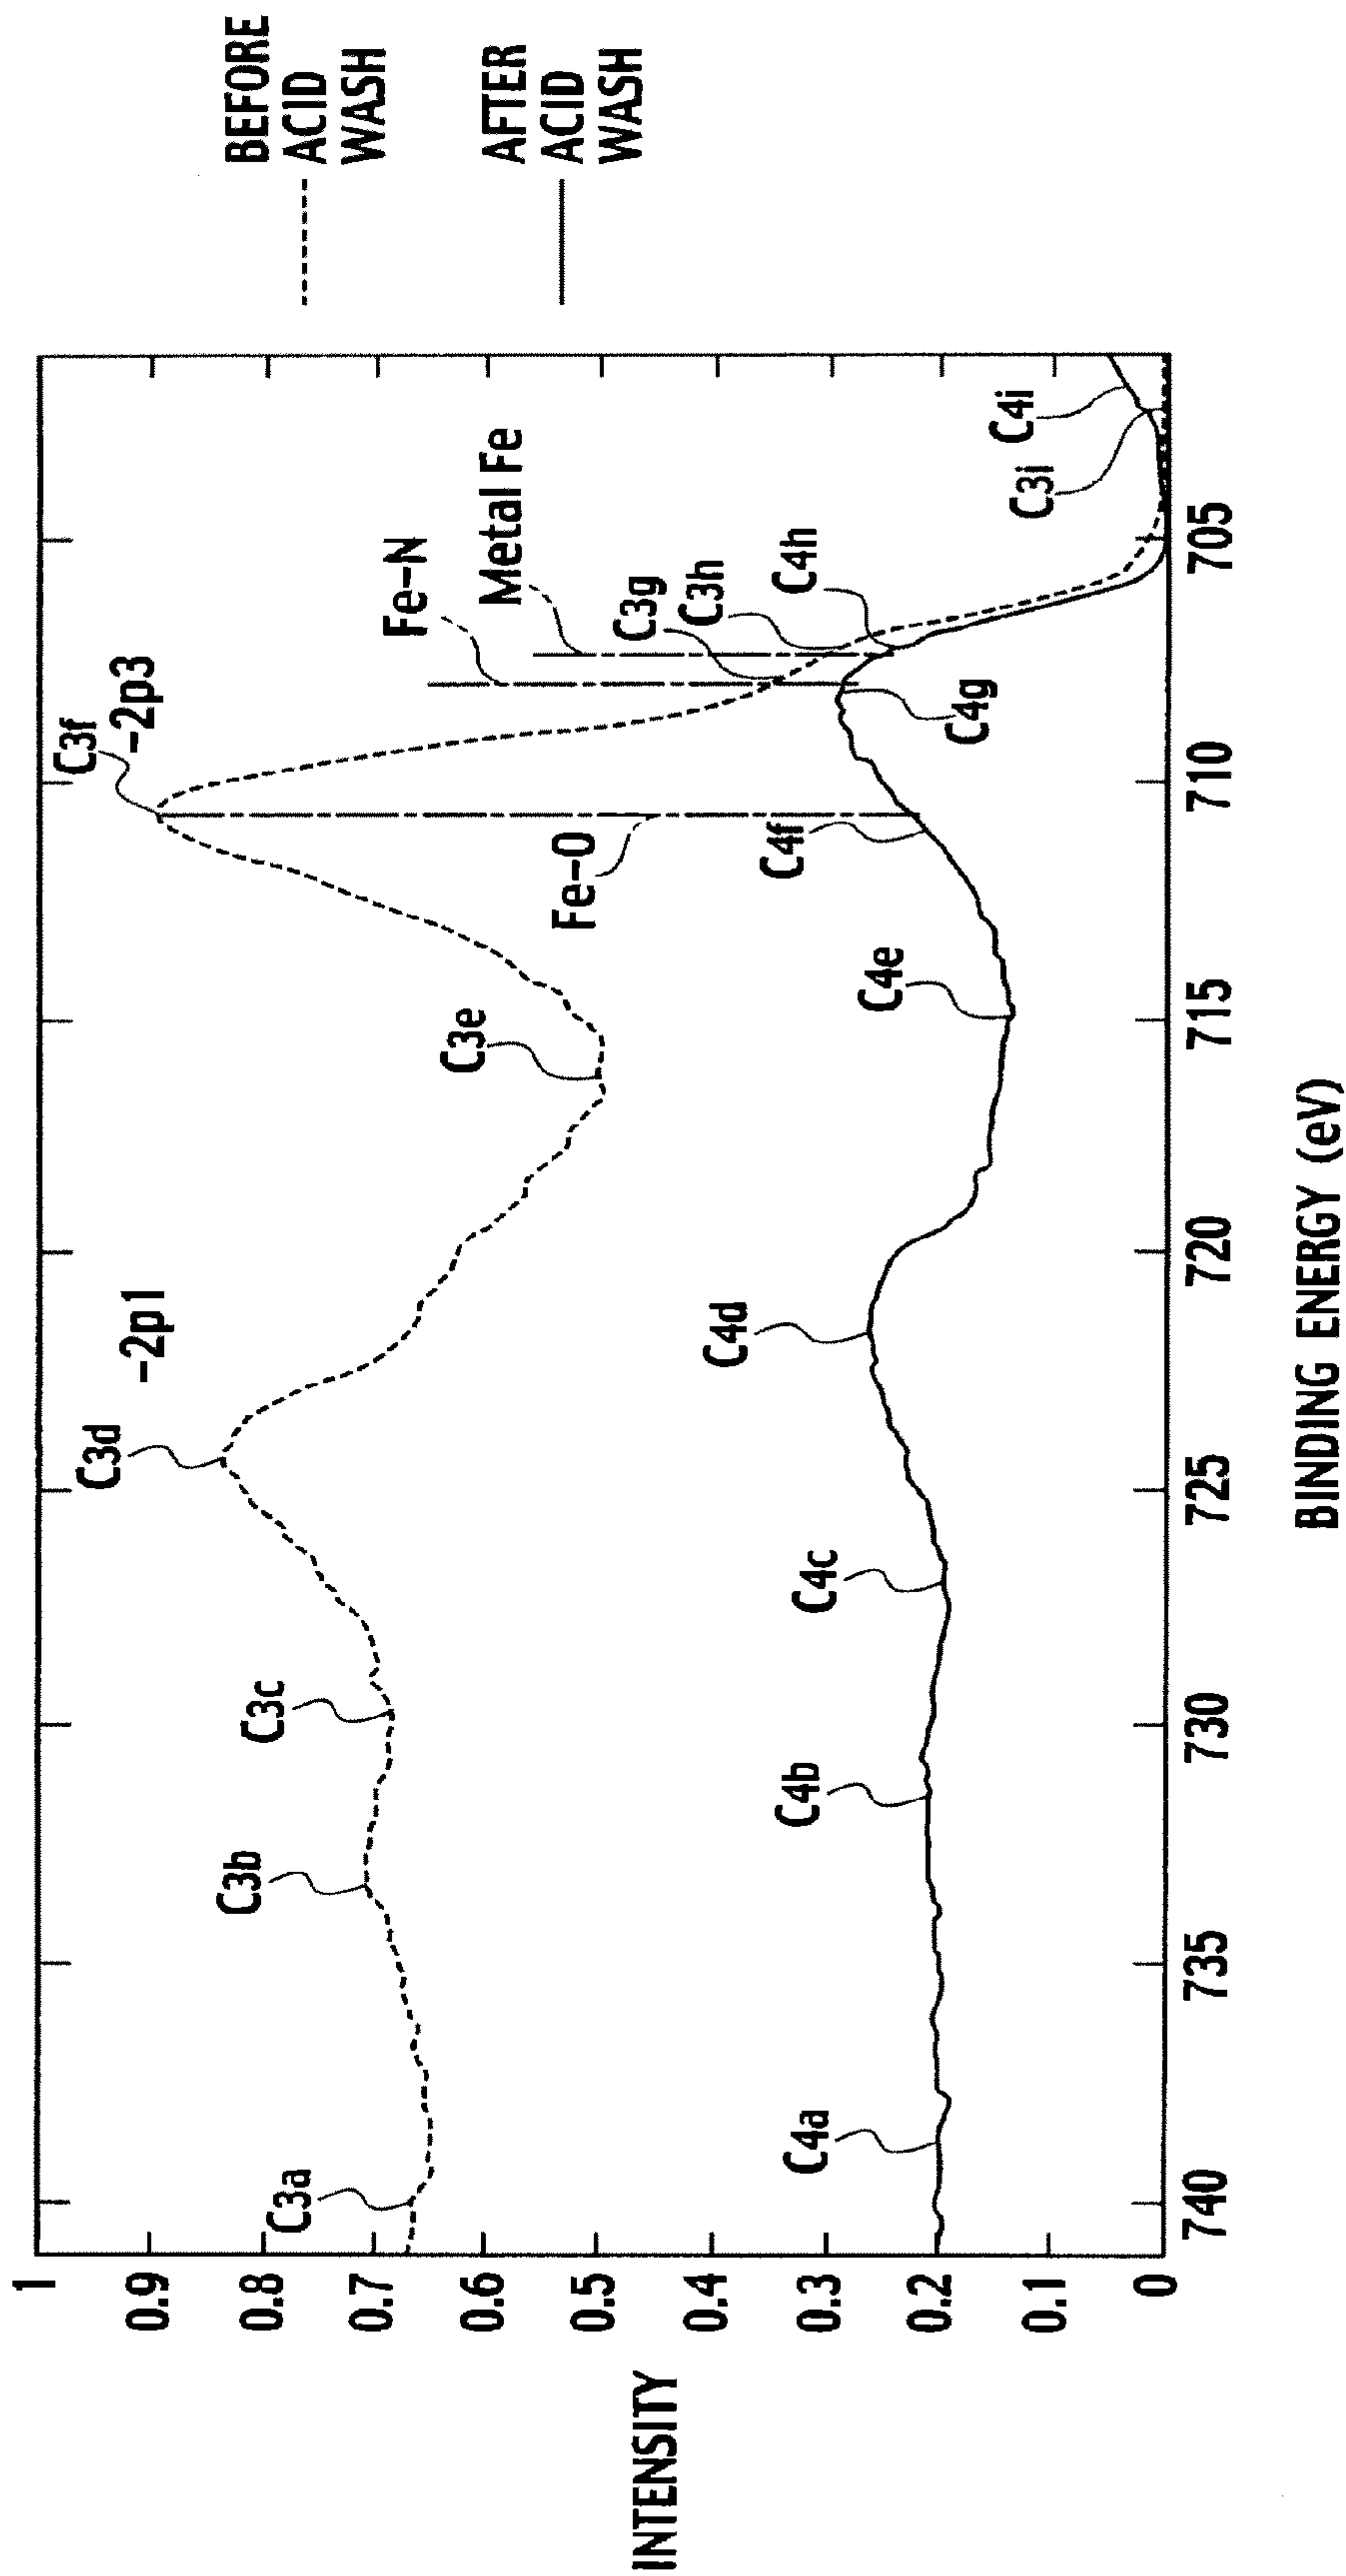 BEFORE
ACID
WASH
AFTER
ACID
WASH
INTENSITY
1
0.9
0.8
0.7
0.6
0.5
0.4
0.3
0.2
0.1
0
740
735
730
725
720
715
710
705
BINDING ENERGY (eV)
C3a
C3b
C3c
C3d
-2p1
C3e
C3f
-2p3
Fe-O
Fe-N
Metal Fe
C3g
C3h
C3i
C4a
C4b
C4c
C4d
C4e
C4f
C4g
C4h
C4i